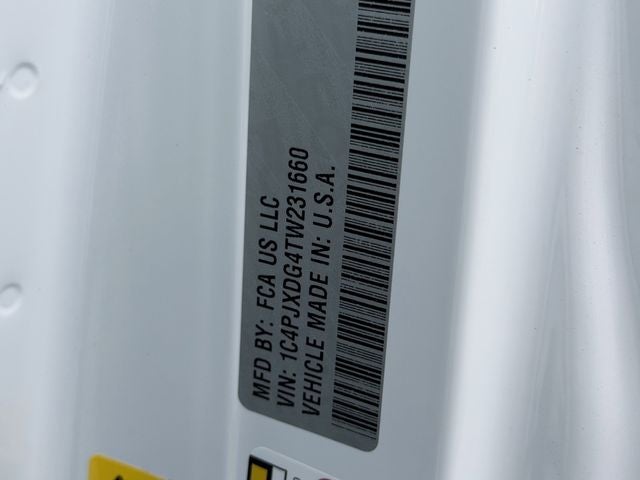 MFD BY: FCA US LLC
VIN: 1C4PJXDG4TW231660
VEHICLE MADE IN: U.S.A.